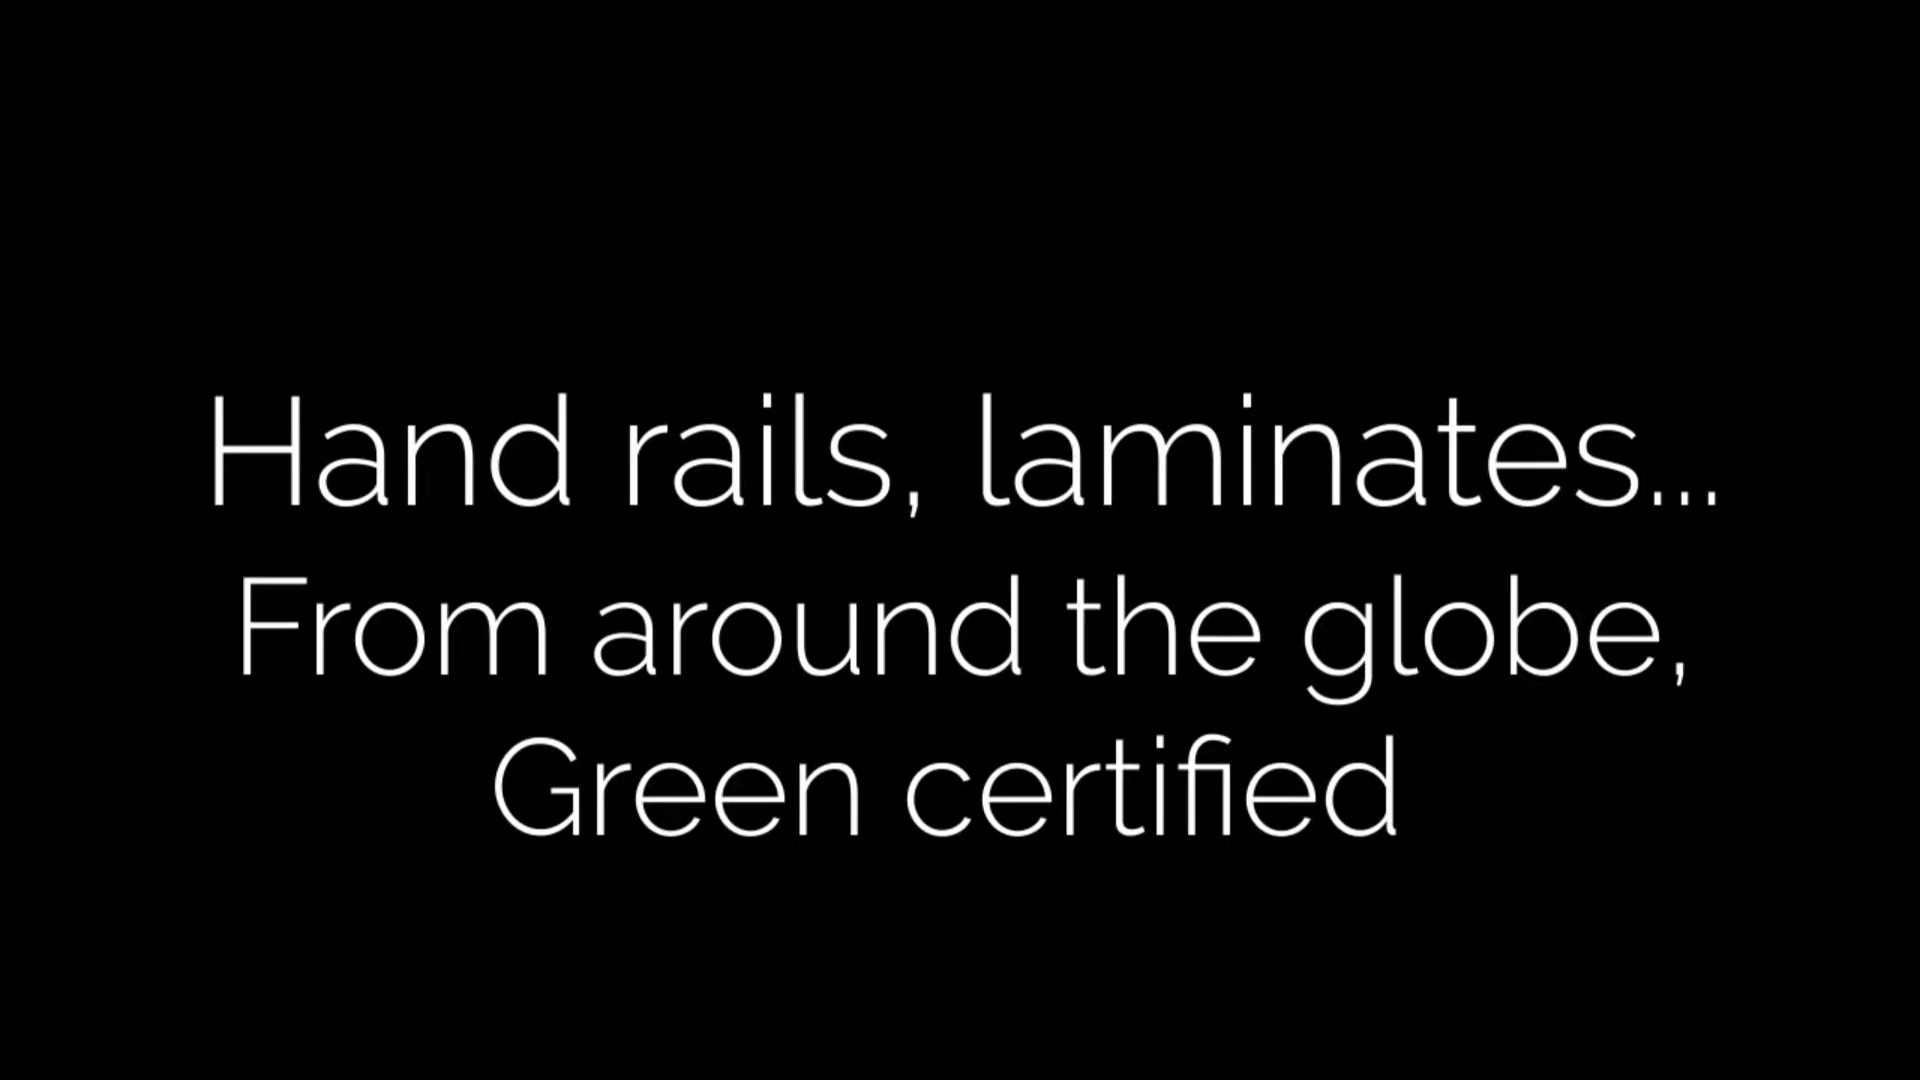 Hand rails, laminates...
From around the globe,
Green certified